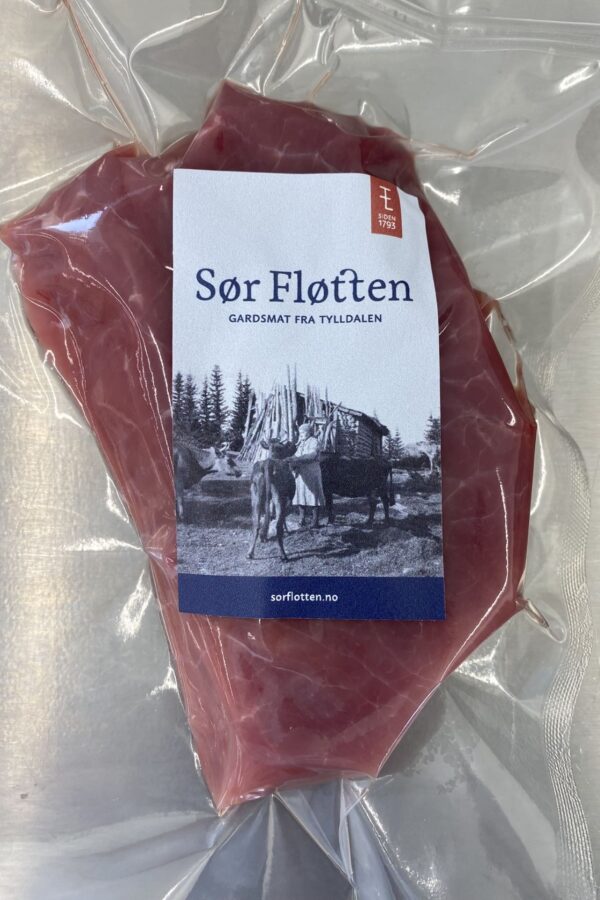 SIDEN
1793
Sør Fløtten
GARDSMAT FRA TYLLDALEN
sorflotten.no